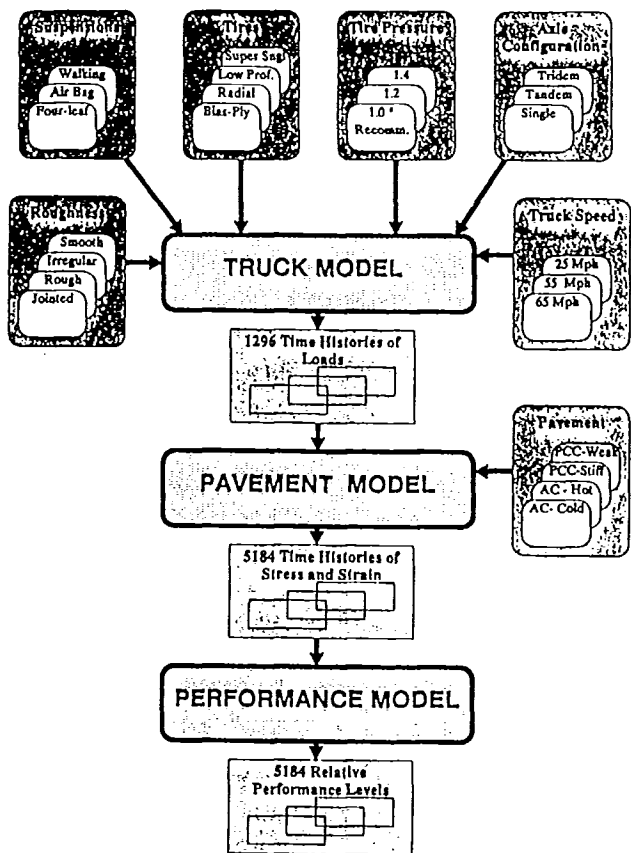 Suspensions
Walking
Air Bag
Four-leaf
Tires
Super Sngl
Low Prof.
Radial
Bias-Ply
Tire Pressure
1.4
1.2
1.0 *
Recomm.
Axle
Configuration
Tridem
Tandem
Single
Roughness
Smooth
Irregular
Rough
Jointed
TRUCK MODEL
Truck Speed
25 Mph
55 Mph
65 Mph
1296 Time Histories of
Loads
Pavement
PCC-Weak
PCC-Stiff
AC - Hot
AC- Cold
PAVEMENT MODEL
5184 Time Histories of
Stress and Strain
PERFORMANCE MODEL
5184 Relative
Performance Levels